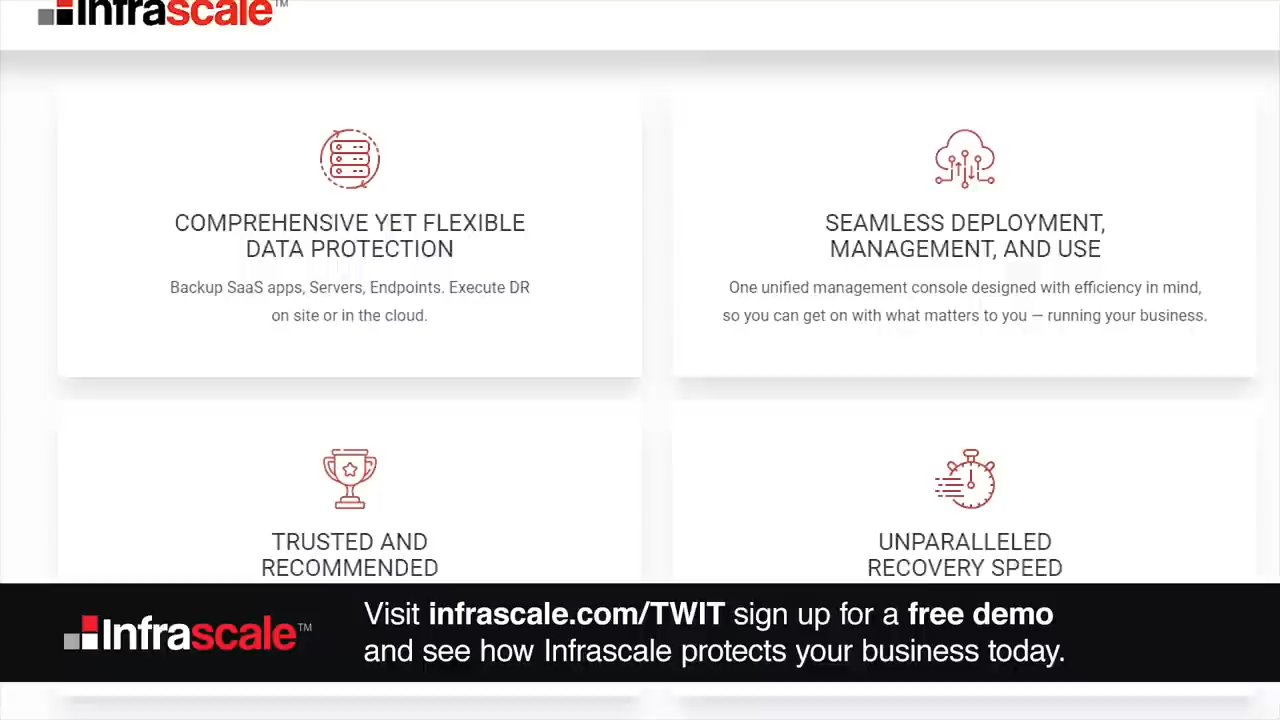 Infrascale™
COMPREHENSIVE YET FLEXIBLE
DATA PROTECTION
Backup SaaS apps, Servers, Endpoints. Execute DR
on site or in the cloud.
SEAMLESS DEPLOYMENT,
MANAGEMENT, AND USE
One unified management console designed with efficiency in mind,
so you can get on with what matters to you — running your business.
TRUSTED AND
RECOMMENDED
UNPARALLELED
RECOVERY SPEED
Infrascale™
Visit infrascale.com/TWIT sign up for a free demo
and see how Infrascale protects your business today.